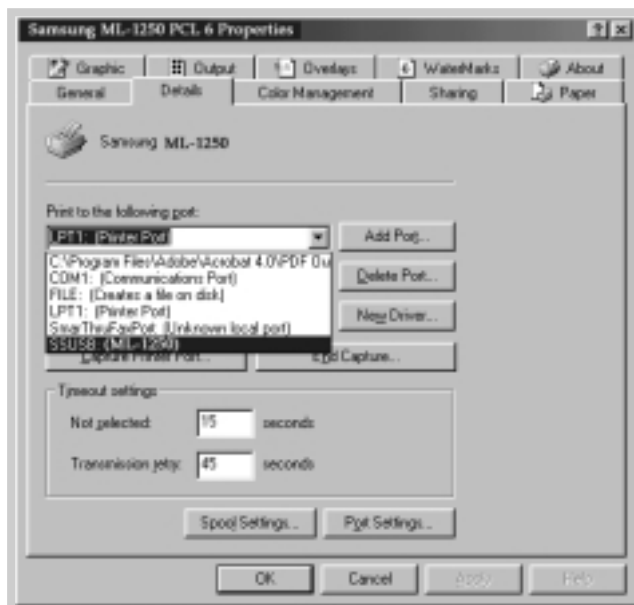 Samsung ML-1250 PCL 6 Properties
Graphic Output Overlays WaterMarks About
General Details Color Management Sharing Paper
Samsung ML-1250
Print to the following port:
LPT1: (Printer Port)
Add Port...
C:\Program Files\Adobe\Acrobat 4.0\PDF Ou
COM1: (Communications Port)
FILE: (Creates a file on disk)
LPT1: (Printer Port)
SmarThruFaxPort: (Unknown local port)
SSUSB: (ML-1250)
Delete Port...
New Driver...
Capture Printer Port...
End Capture...
Timeout settings
Not selected: 15 seconds
Transmission retry: 45 seconds
Spool Settings... Port Settings...
OK Cancel Apply Help